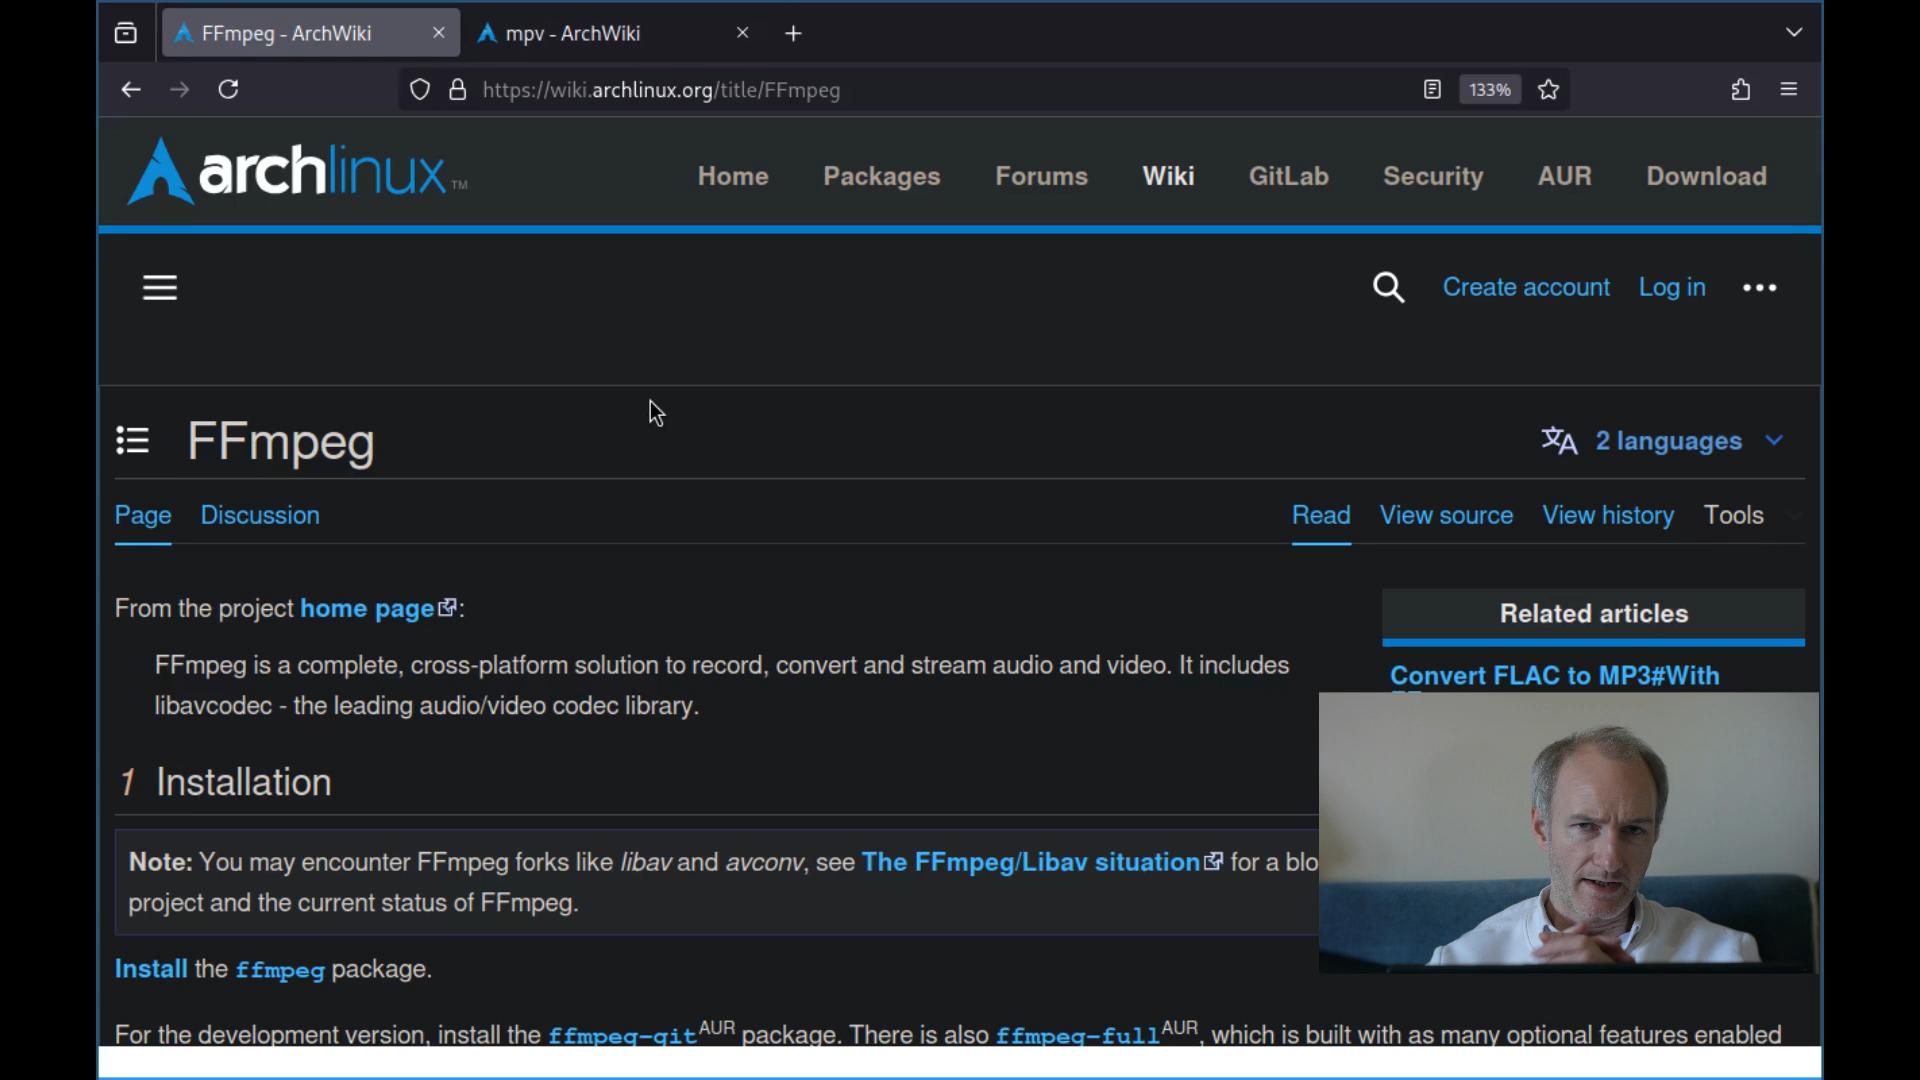 FFmpeg - ArchWiki
mpv - ArchWiki
https://wiki.archlinux.org/title/FFmpeg
133%
archlinux™
Home Packages Forums Wiki GitLab Security AUR Download
Create account Log in
FFmpeg
2 languages
Page Discussion
Read View source View history Tools
From the project home page:
FFmpeg is a complete, cross-platform solution to record, convert and stream audio and video. It includes
libavcodec - the leading audio/video codec library.
Related articles
Convert FLAC to MP3#With
1 Installation
Note: You may encounter FFmpeg forks like libav and avconv, see The FFmpeg/Libav situation for a blo
project and the current status of FFmpeg.
Install the ffmpeg package.
For the development version, install the ffmpeg-git AUR package. There is also ffmpeg-full AUR, which is built with as many optional features enabled